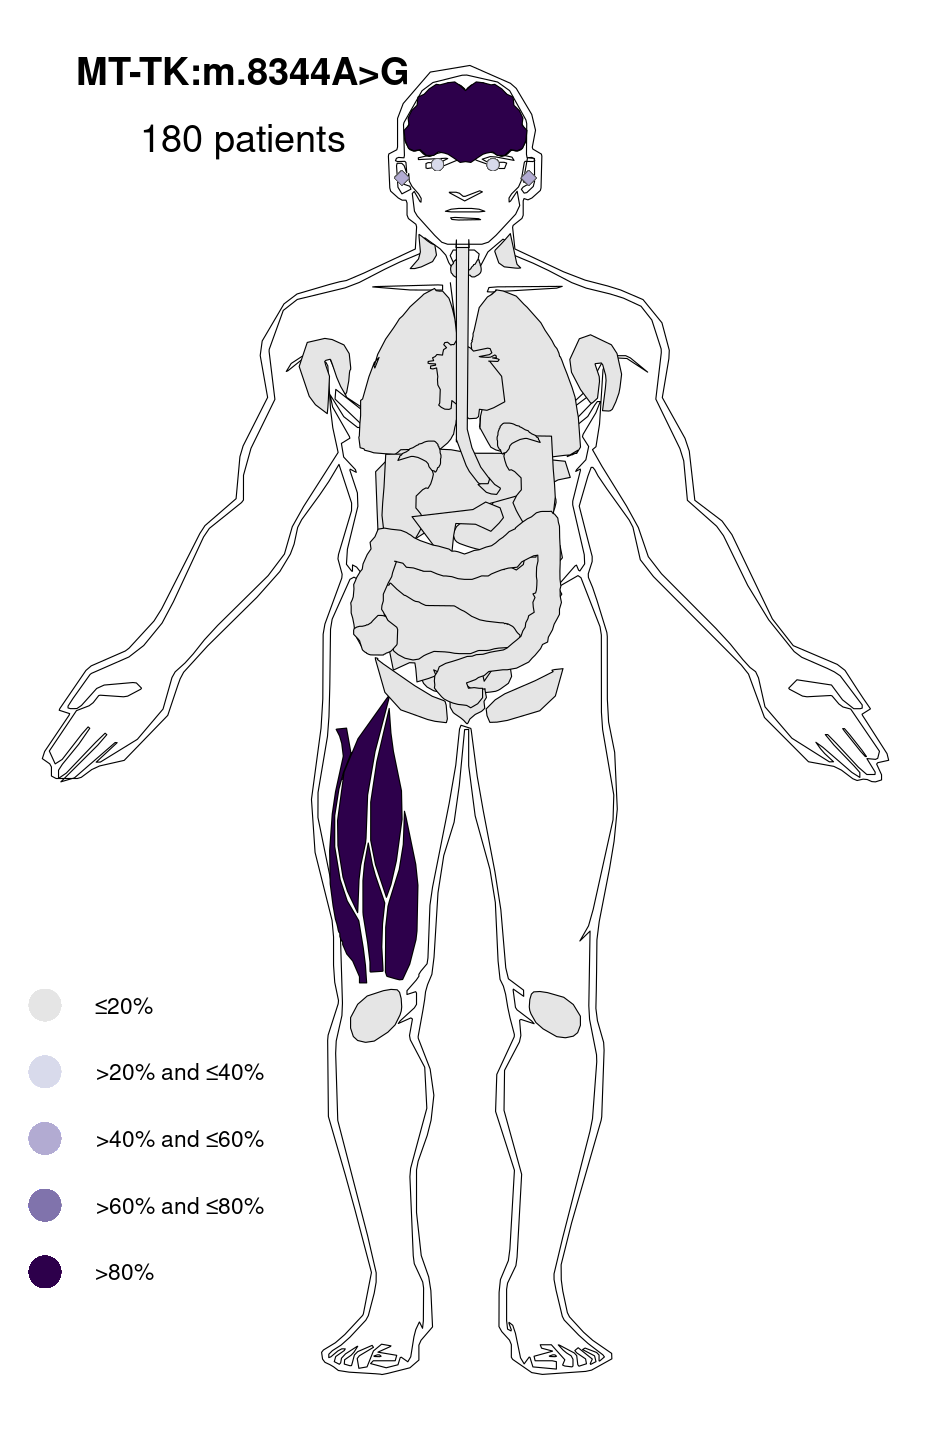 MT-TK:m.8344A>G
180 patients
≤20%
>20% and ≤40%
>40% and ≤60%
>60% and ≤80%
>80%